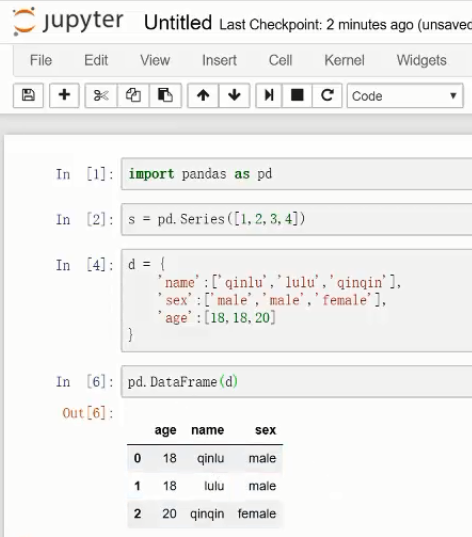 jupyter Untitled Last Checkpoint: 2 minutes ago (unsaved
File Edit View Insert Cell Kernel Widgets
Code
In [1]: import pandas as pd
In [2]: s = pd.Series([1,2,3,4])
In [4]: d = {
'name':['qinlu','lulu','qinqin'],
'sex':['male','male','female'],
'age':[18,18,20]
}
In [6]: pd.DataFrame(d)
Out[6]:
age name sex
0 18 qinlu male
1 18 lulu male
2 20 qinqin female